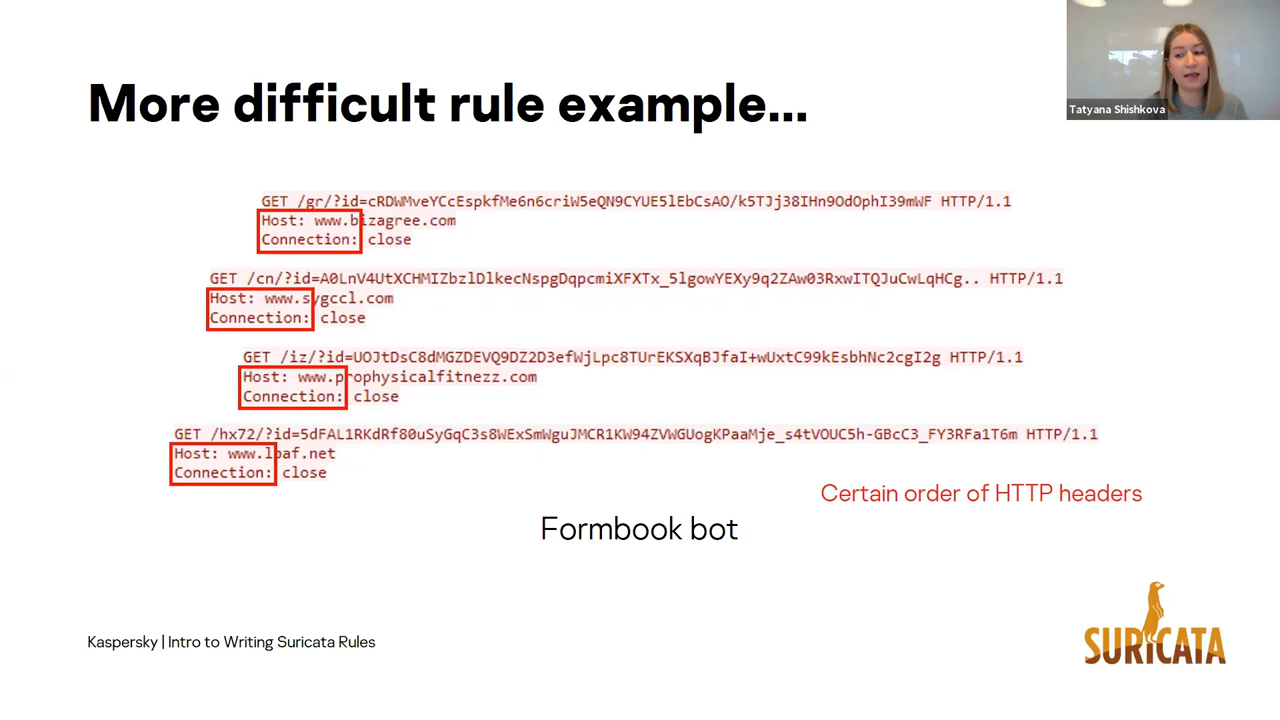 Tatyana Shishkova
More difficult rule example...
GET /gr/?id=cRDWMveYCcEspkfMe6n6criW5eQN9CYUE5lEbCsAO/k5TJj38IHn9OdOphI39mWF HTTP/1.1
Host: www.bizagree.com
Connection: close
GET /cn/?id=A0LnV4UtXCHMIZbzlDlkecNspgDqpcmiXFXTx_5lgowYEXy9q2ZAw03RxwITQJuCwLqHCg.. HTTP/1.1
Host: www.sygccl.com
Connection: close
GET /iz/?id=UOJtDsC8dMGZDEVQ9DZ2D3efWjLpc8TUrEKSXqBJfaI+wUxtC99kEsbhNc2cgI2g HTTP/1.1
Host: www.prophysicalfitnezz.com
Connection: close
GET /hx72/?id=5dFAL1RKdRf80uSyGqC3s8WExSmWguJMCR1KW94ZVWGUogKPaaMje_s4tVOUC5h-GBcC3_FY3RFa1T6m HTTP/1.1
Host: www.lbaf.net
Connection: close
Certain order of HTTP headers
Formbook bot
Kaspersky | Intro to Writing Suricata Rules
SURICATA